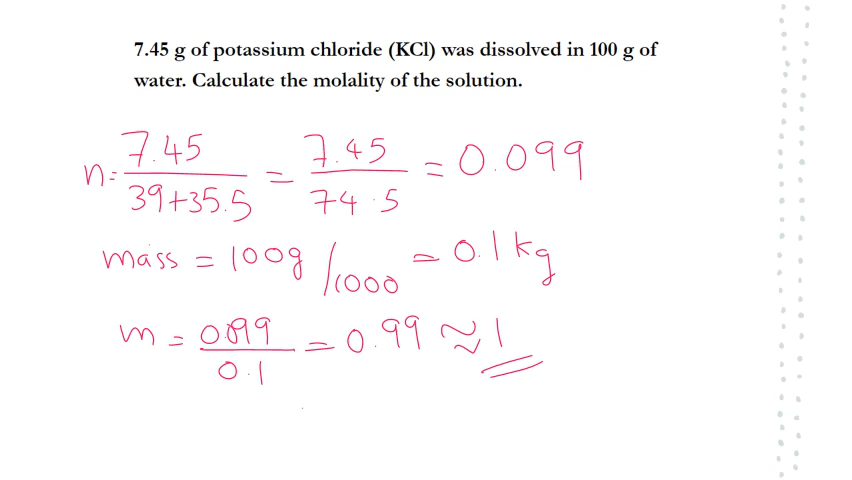 7.45 g of potassium chloride (KCl) was dissolved in 100 g of
water. Calculate the molality of the solution.
n = 7.45 / 39+35.5 = 7.45 / 74.5 = 0.099
mass = 100g / 1000 = 0.1 kg
m = 0.099 / 0.1 = 0.99 ≈ 1